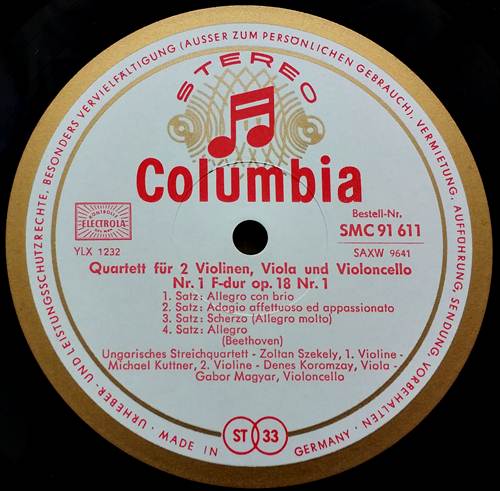 URHEBER- UND LEISTUNGSSCHUTZRECHTE, BESONDERS VERVIELFÄLTIGUNG (AUSSER ZUM PERSÖNLICHEN GEBRAUCH), VERMIETUNG, AUFFÜHRUNG, SENDUNG, VORBEHALTEN ·
STEREO
Columbia
KONTROLLE
ELECTROLA
YLX 1232
Bestell-Nr.
SMC 91 611
SAXW 9641
Quartett für 2 Violinen, Viola und Violoncello
Nr. 1 F-dur op. 18 Nr. 1
1. Satz: Allegro con brio
2. Satz: Adagio affettuoso ed appassionato
3. Satz: Scherzo (Allegro molto)
4. Satz: Allegro
(Beethoven)
Ungarisches Streichquartett - Zoltan Szekely, 1. Violine -
Michael Kuttner, 2. Violine - Denes Koromzay, Viola -
Gabor Magyar, Violoncello
MADE IN GERMANY ·
ST 33